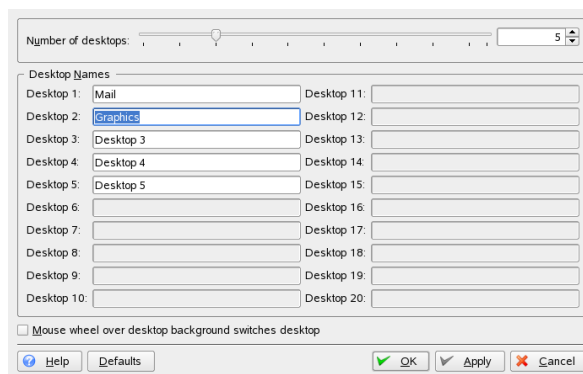 Number of desktops: 5
Desktop Names
Desktop 1: Mail
Desktop 2: Graphics
Desktop 3: Desktop 3
Desktop 4: Desktop 4
Desktop 5: Desktop 5
Desktop 6:
Desktop 7:
Desktop 8:
Desktop 9:
Desktop 10:
Desktop 11:
Desktop 12:
Desktop 13:
Desktop 14:
Desktop 15:
Desktop 16:
Desktop 17:
Desktop 18:
Desktop 19:
Desktop 20:
Mouse wheel over desktop background switches desktop
Help Defaults OK Apply Cancel